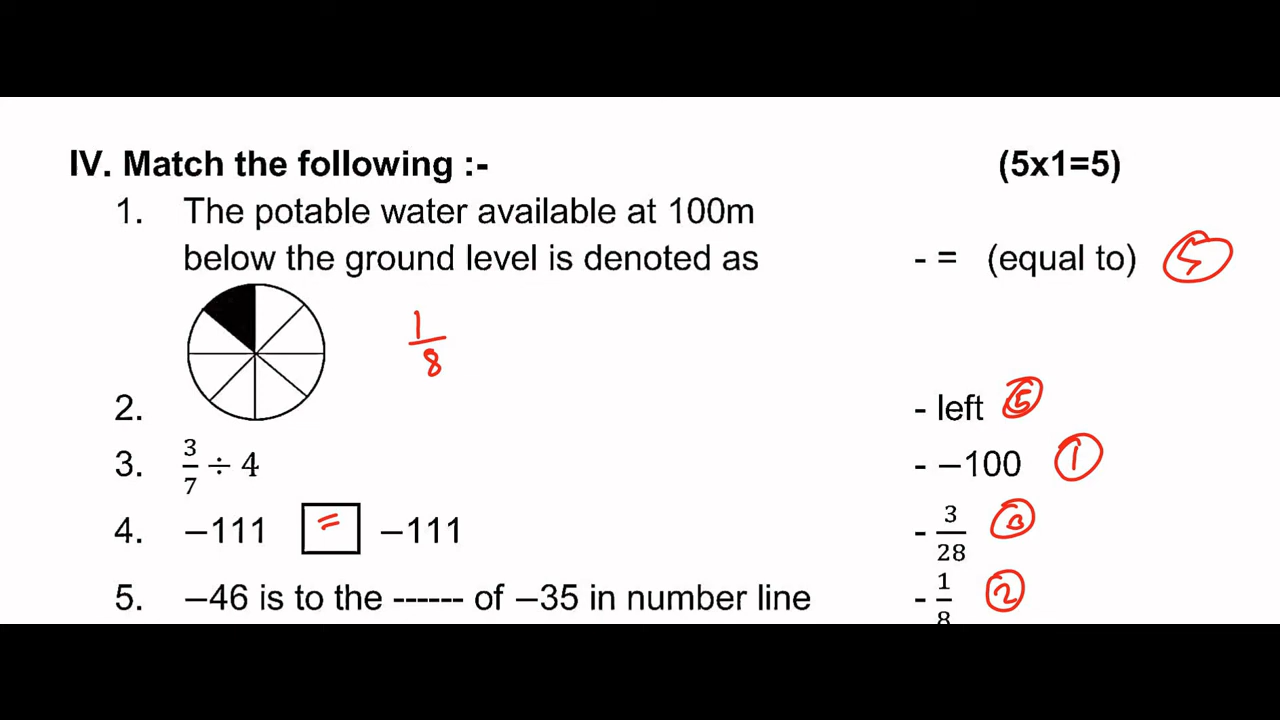 IV. Match the following :- (5x1=5)
1. The potable water available at 100m
below the ground level is denoted as - = (equal to)
1/8
2. - left 5
3. 3/7 ÷ 4 - −100 1
4. −111 = −111 - 3/28
5. −46 is to the ------ of −35 in number line - 1/8 2